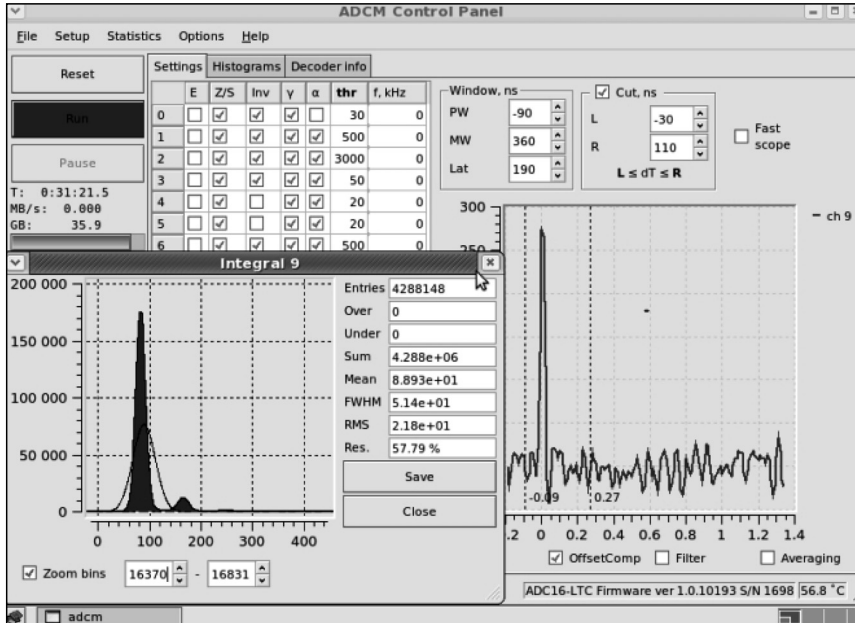 ADCM Control Panel
File Setup Statistics Options Help
Reset
Run
Pause
T: 0:31:21.5
MB/s: 0.000
GB: 35.9
Settings Histograms Decoder info
E Z/S Inv γ α thr f, kHz
0 30 0
1 500 0
2 3000 0
3 50 0
4 20 0
5 20 0
6 500 0
Window, ns
PW -90
MW 360
Lat 190
Cut, ns
L -30
R 110
L ≤ dT ≤ R
Fast scope
300
250
ch 9
-0.09 0.27
.2 0 0.2 0.4 0.6 0.8 1 1.2 1.4
OffsetComp Filter Averaging
ADC16-LTC Firmware ver 1.0.10193 S/N 1698 56.8 °C
Integral 9
200 000
150 000
100 000
50 000
0
0 100 200 300 400
Zoom bins 16370 - 16831
Entries 4288148
Over 0
Under 0
Sum 4.288e+06
Mean 8.893e+01
FWHM 5.14e+01
RMS 2.18e+01
Res. 57.79 %
Save
Close
adcm